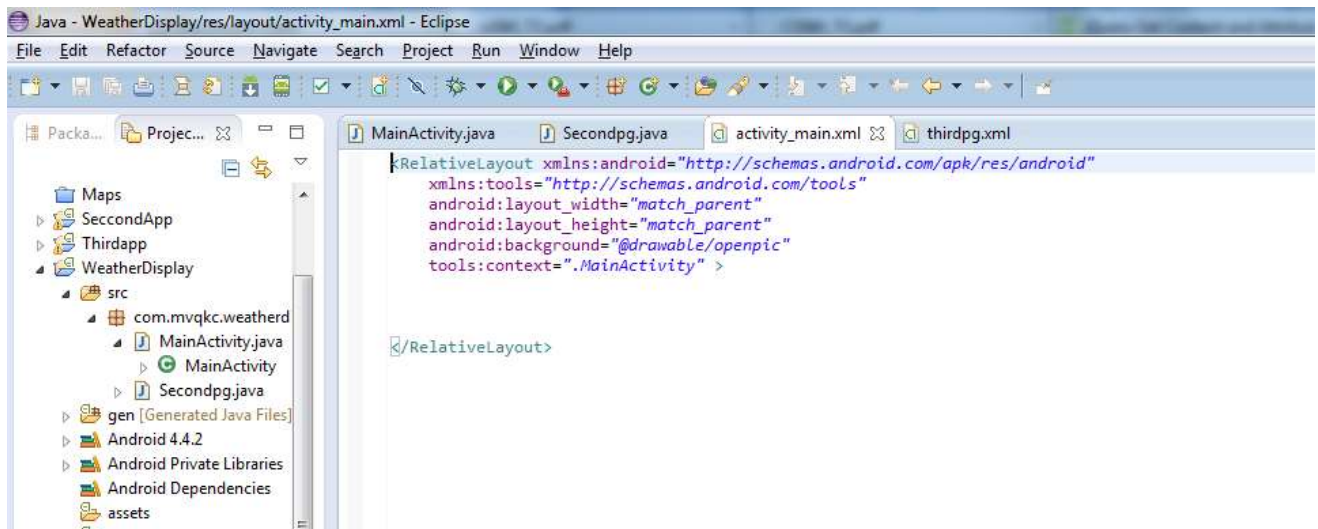 Java - WeatherDisplay/res/layout/activity_main.xml - Eclipse
File Edit Refactor Source Navigate Search Project Run Window Help
Packa... Projec...
MainActivity.java Secondpg.java activity_main.xml thirdpg.xml
Maps
SeccondApp
Thirdapp
WeatherDisplay
src
com.mvqkc.weatherd
MainActivity.java
MainActivity
Secondpg.java
gen [Generated Java Files]
Android 4.4.2
Android Private Libraries
Android Dependencies
assets
<RelativeLayout xmlns:android="http://schemas.android.com/apk/res/android"
xmlns:tools="http://schemas.android.com/tools"
android:layout_width="match_parent"
android:layout_height="match_parent"
android:background="@drawable/openpic"
tools:context=".MainActivity" >
</RelativeLayout>